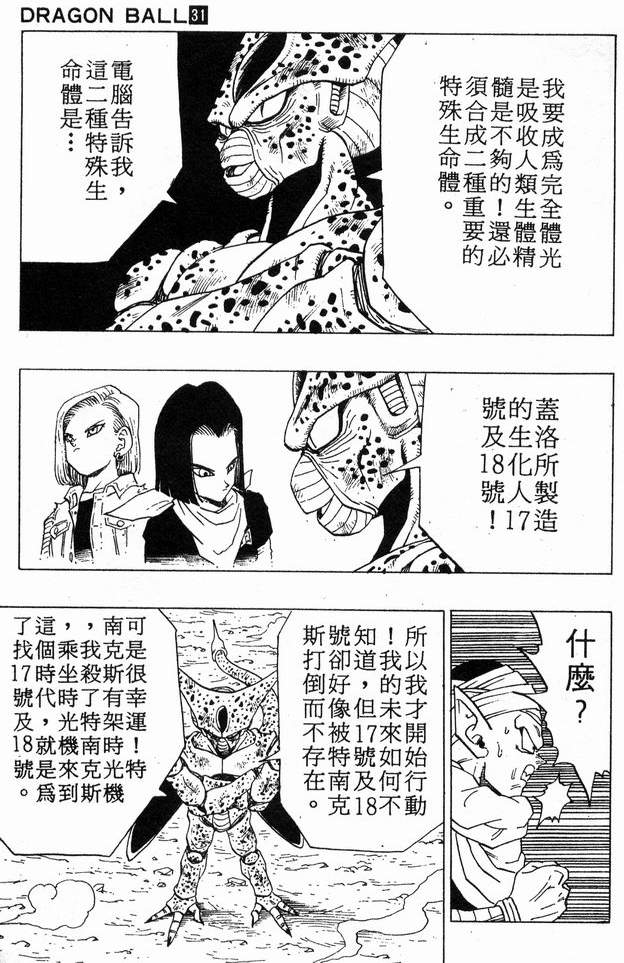 DRAGON BALL 31
我要成爲完全體光
是吸收人類生體精
髓是不夠的！還必
須合成二種重要的
特殊生命體。
電腦告訴我，
這二種特殊生
命體是…
蓋洛所製造
的生化人17
號及18號！
什麼？
所以我才開始行動
！我的未來如何不
知道，但17號及18
號卻好像被特南克
斯打倒而不存在。
可是很幸運！特
南克斯有架時光機
，我殺了特南克斯
，乘坐時光機來到
這個時代，就是爲
了找17號及18號。